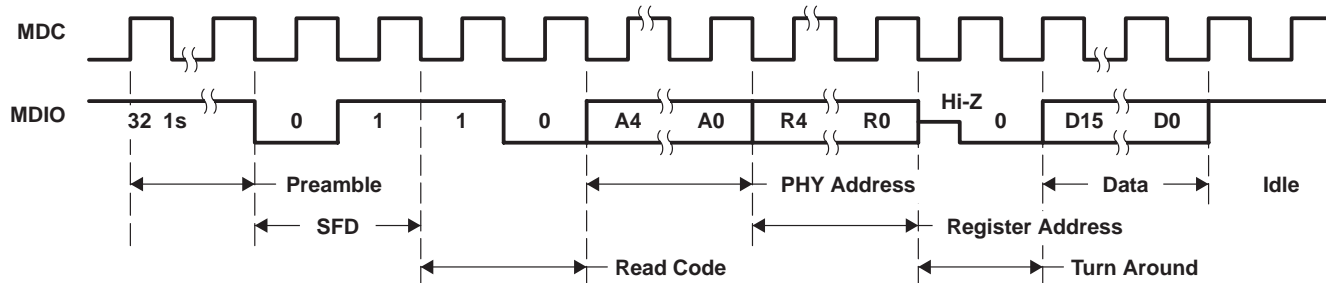 MDC
MDIO
32 1s 0 1 1 0 A4 A0 R4 R0 Hi-Z 0 D15 D0
Preamble PHY Address Data Idle
SFD Register Address
Read Code Turn Around